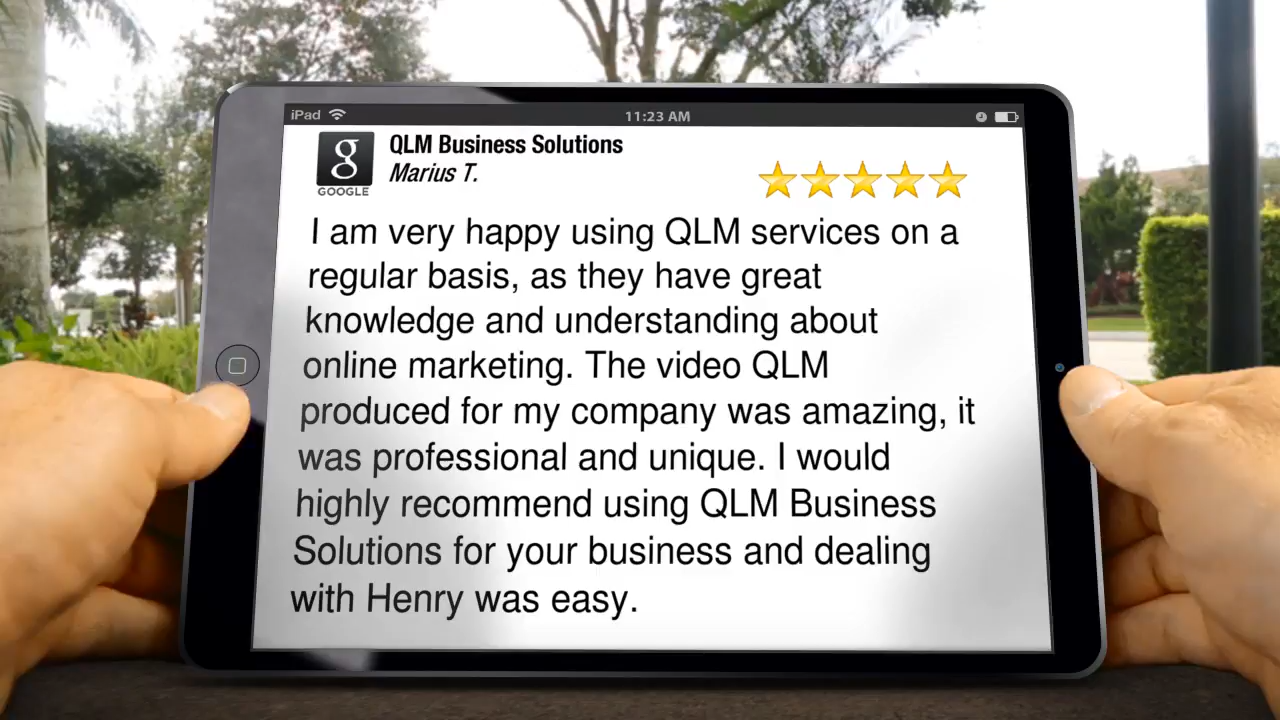 iPad 11:23 AM
g
GOOGLE
QLM Business Solutions
Marius T.
I am very happy using QLM services on a
regular basis, as they have great
knowledge and understanding about
online marketing. The video QLM
produced for my company was amazing, it
was professional and unique. I would
highly recommend using QLM Business
Solutions for your business and dealing
with Henry was easy.